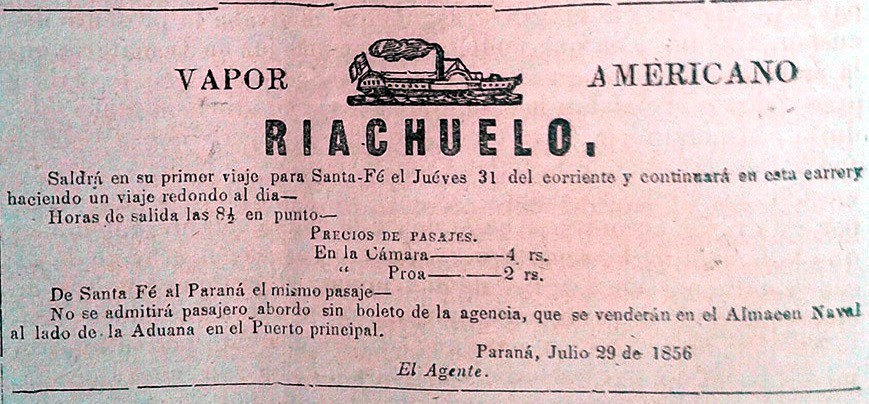 VAPOR AMERICANO
RIACHUELO.
Saldrá en su primer viaje para Santa-Fé el Juéves 31 del corriente y continuará en esta carrera
haciendo un viaje redondo al dia—
Horas de salida las 8½ en punto—
PRECIOS DE PASAJES.
En la Cámara———4 rs.
“ Proa———2 rs.
De Santa Fé al Paraná el mismo pasaje—
No se admitirá pasajero abordo sin boleto de la agencia, que se venderán en el Almacen Naval
al lado de la Aduana en el Puerto principal.
Paraná, Julio 29 de 1856
El Agente.